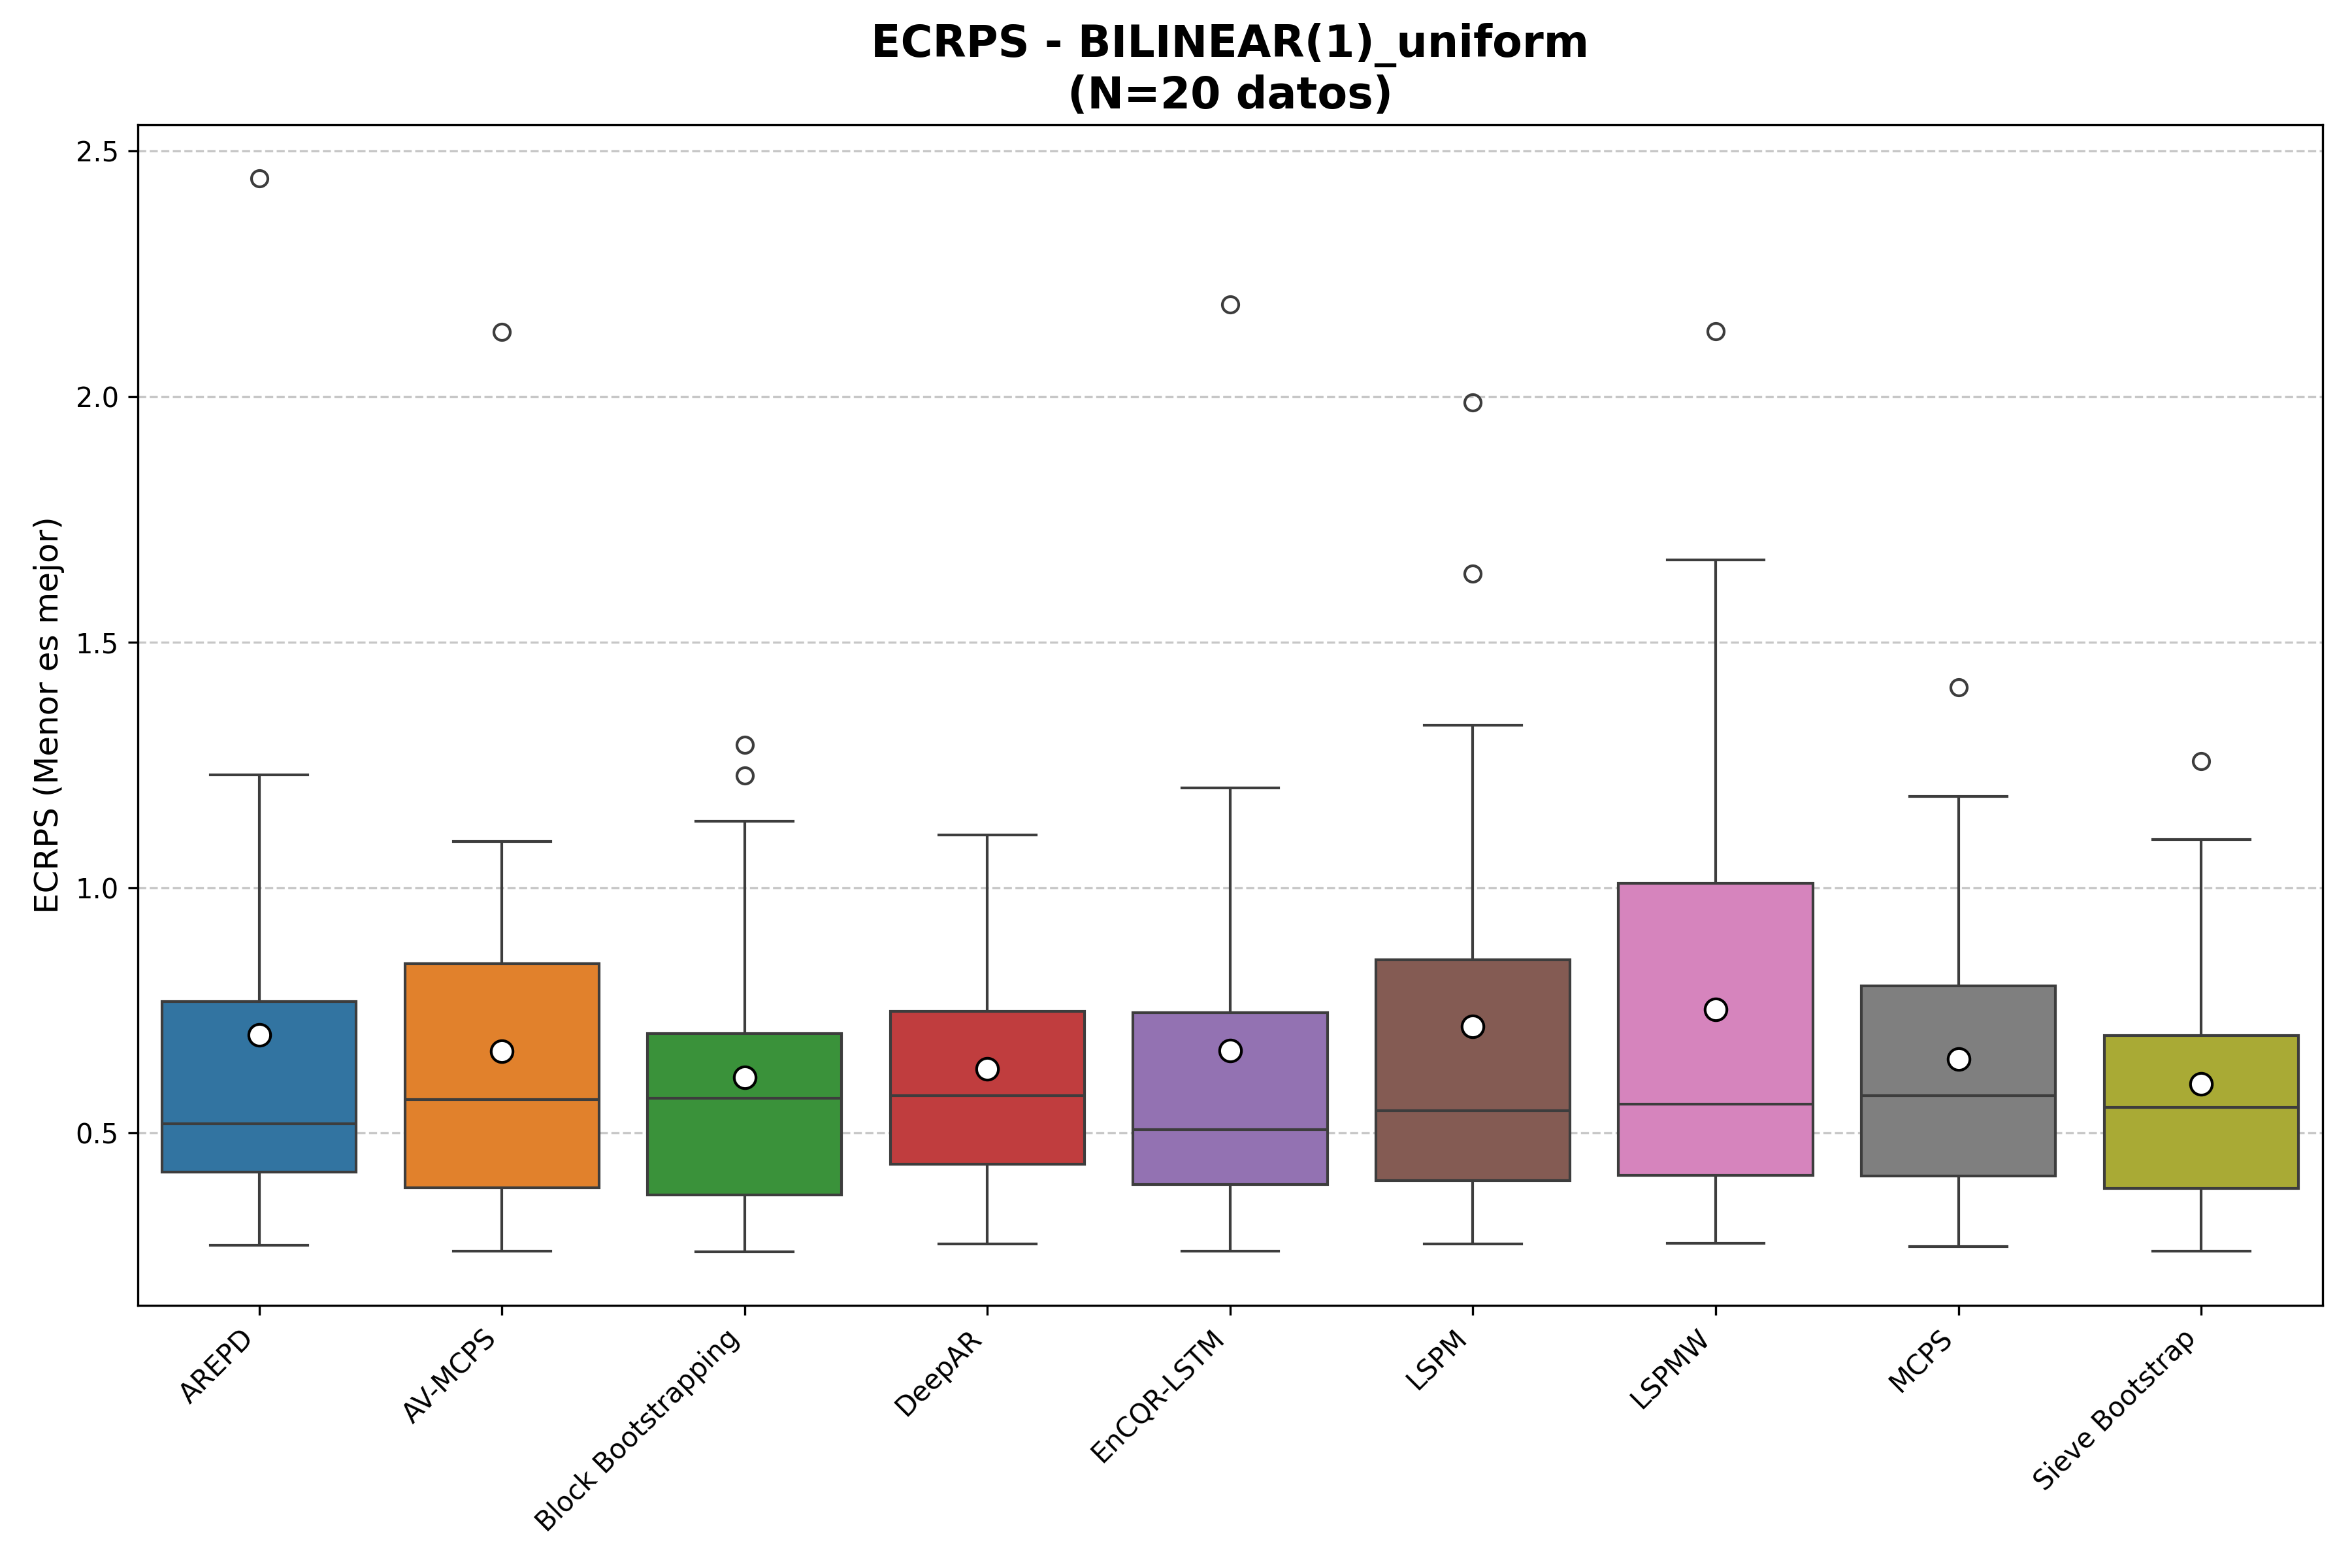 ECRPS - BILINEAR(1)_uniform
(N=20 datos)
ECRPS (Menor es mejor)
2.5
2.0
1.5
1.0
0.5
AREPD
AV-MCPS
Block Bootstrapping
DeepAR
EnCQR-LSTM
LSPM
LSPMW
MCPS
Sieve Bootstrap